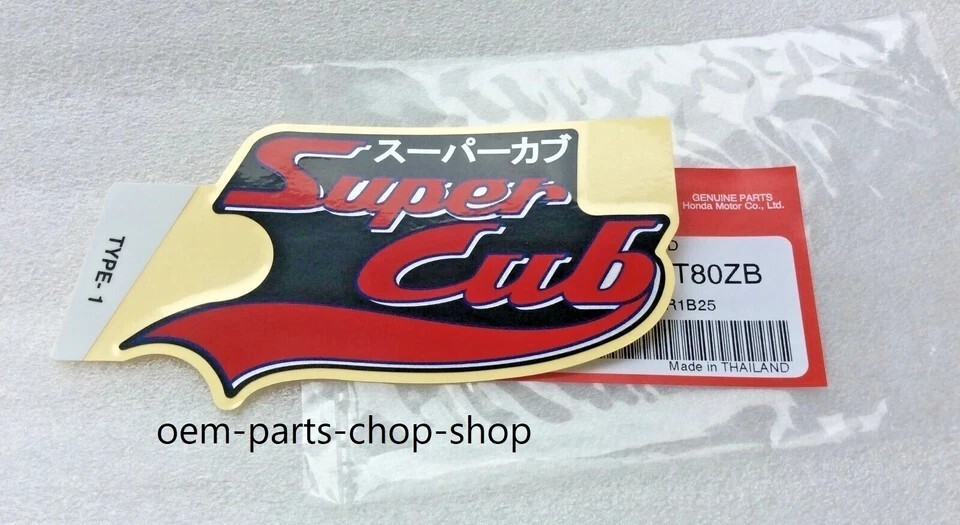 スーパーカブ
Super
Cub
TYPE-1
GENUINE PARTS
Honda Motor Co., Ltd.
T80ZB
R1B25
Made in THAILAND
oem-parts-chop-shop